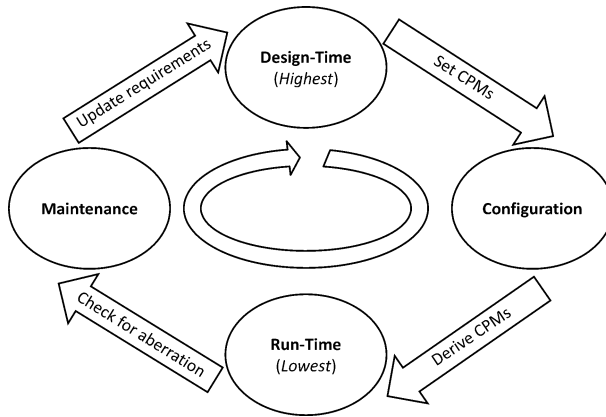 Design-Time
(Highest)
Set CPMs
Configuration
Derive CPMs
Run-Time
(Lowest)
Check for aberration
Maintenance
Update requirements